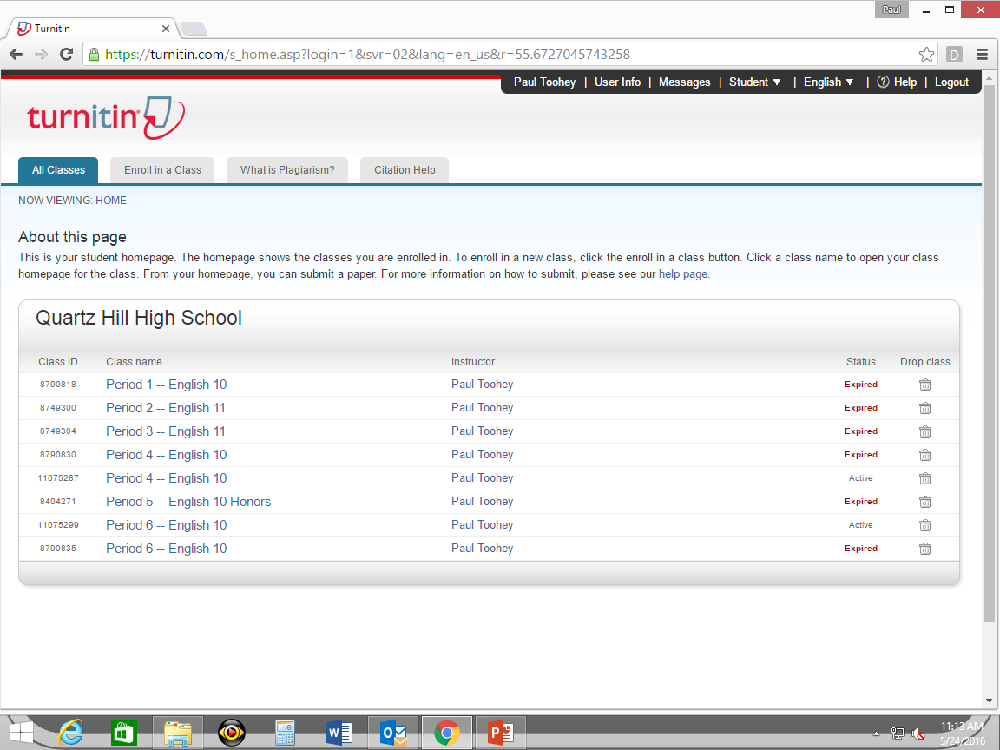 Paul
Turnitin
https://turnitin.com/s_home.asp?login=1&svr=02&lang=en_us&r=55.6727045743258
D
Paul Toohey | User Info | Messages | Student ▼ | English ▼ | ? Help | Logout
turnitin
All Classes Enroll in a Class What is Plagiarism? Citation Help
NOW VIEWING: HOME
About this page
This is your student homepage. The homepage shows the classes you are enrolled in. To enroll in a new class, click the enroll in a class button. Click a class name to open your class
homepage for the class. From your homepage, you can submit a paper. For more information on how to submit, please see our help page.
Quartz Hill High School
Class ID Class name Instructor Status Drop class
8790818 Period 1 -- English 10 Paul Toohey Expired
8749300 Period 2 -- English 11 Paul Toohey Expired
8749304 Period 3 -- English 11 Paul Toohey Expired
8790830 Period 4 -- English 10 Paul Toohey Expired
11075287 Period 4 -- English 10 Paul Toohey Active
8404271 Period 5 -- English 10 Honors Paul Toohey Expired
11075299 Period 6 -- English 10 Paul Toohey Active
8790835 Period 6 -- English 10 Paul Toohey Expired
11:13 AM
5/24/2016